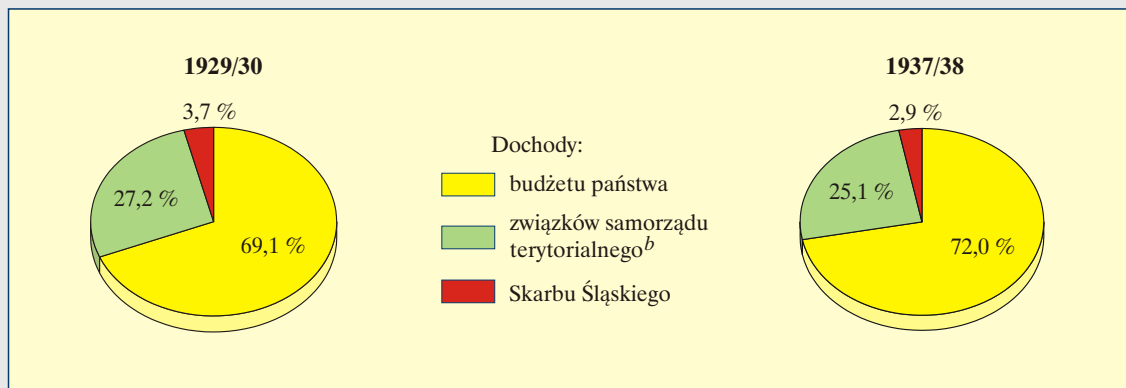 1929/30
3,7 %
27,2 %
69,1 %
Dochody:
budżetu państwa
związków samorządu
terytorialnego^b
Skarbu Śląskiego
1937/38
2,9 %
25,1 %
72,0 %